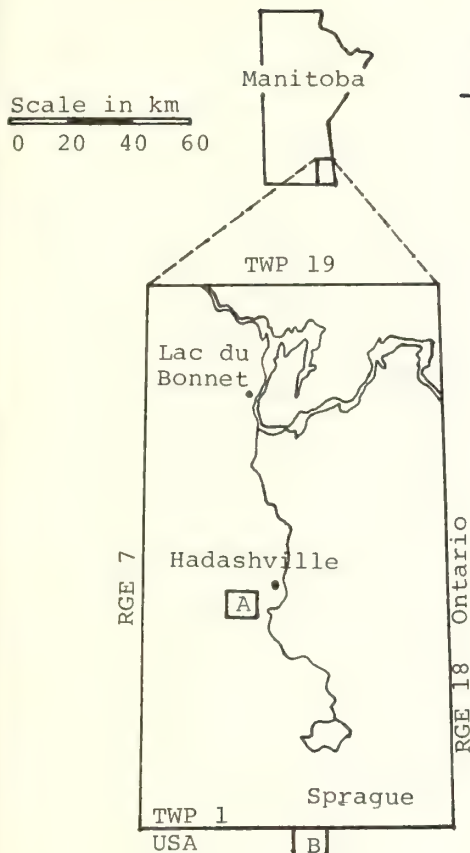 Manitoba
Scale in km
0 20 40 60
TWP 19
Lac du
Bonnet
RGE 7
Hadashville
A
Ontario
RGE 18
Sprague
TWP 1
USA
B